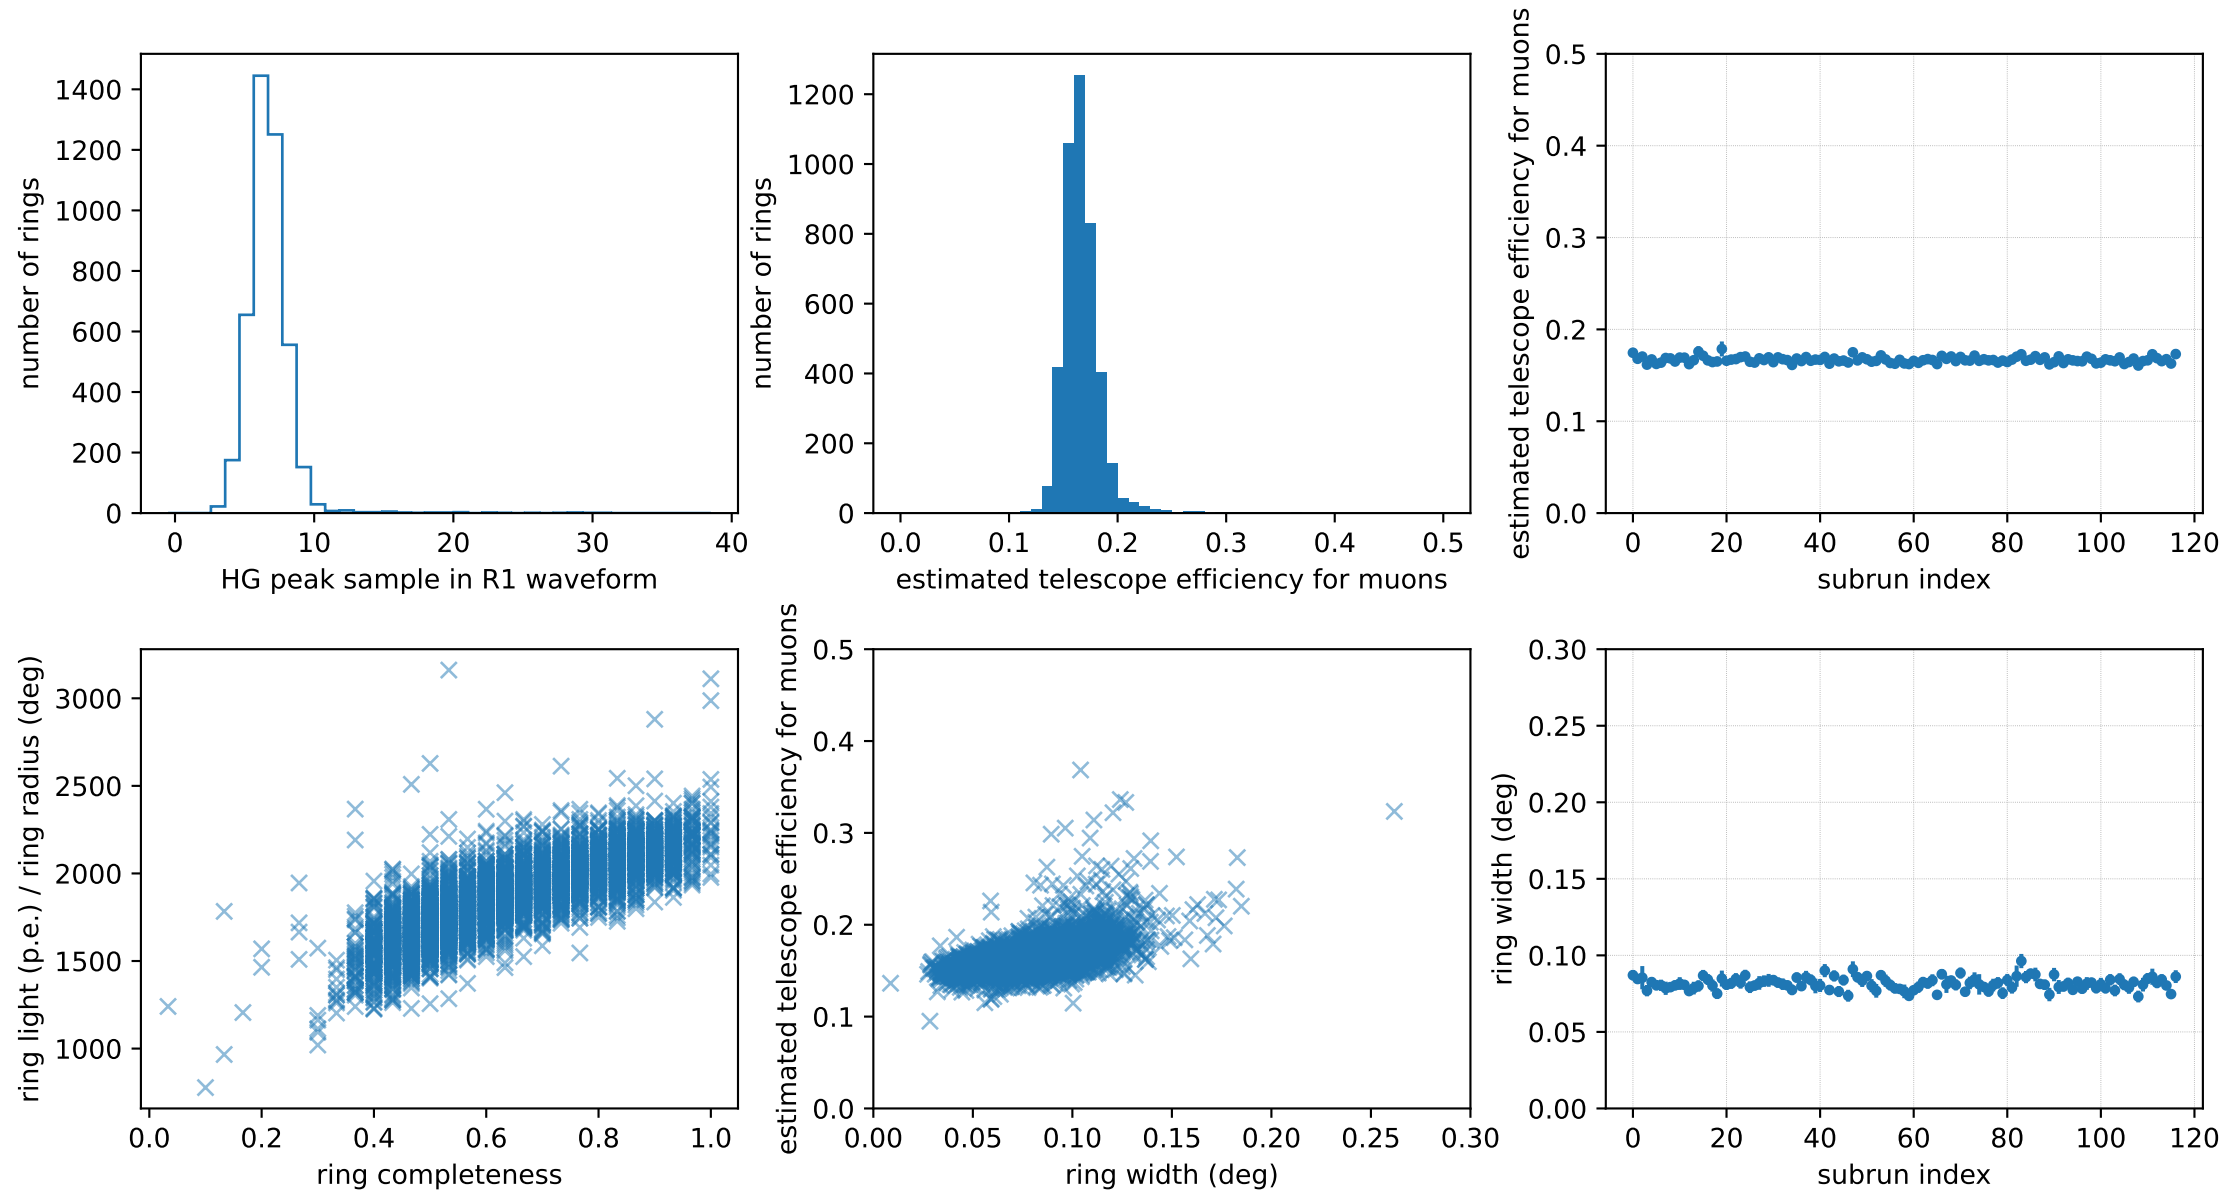 number of rings
1400
1200
1000
800
600
400
200
0
0 10 20 30 40
HG peak sample in R1 waveform
number of rings
1200
1000
800
600
400
200
0
0.0 0.1 0.2 0.3 0.4 0.5
estimated telescope efficiency for muons
estimated telescope efficiency for muons
0.5
0.4
0.3
0.2
0.1
0.0
0 20 40 60 80 100 120
subrun index
ring light (p.e.) / ring radius (deg)
3000
2500
2000
1500
1000
0.0 0.2 0.4 0.6 0.8 1.0
ring completeness
estimated telescope efficiency for muons
0.5
0.4
0.3
0.2
0.1
0.0
0.00 0.05 0.10 0.15 0.20 0.25 0.30
ring width (deg)
ring width (deg)
0.30
0.25
0.20
0.15
0.10
0.05
0.00
0 20 40 60 80 100 120
subrun index